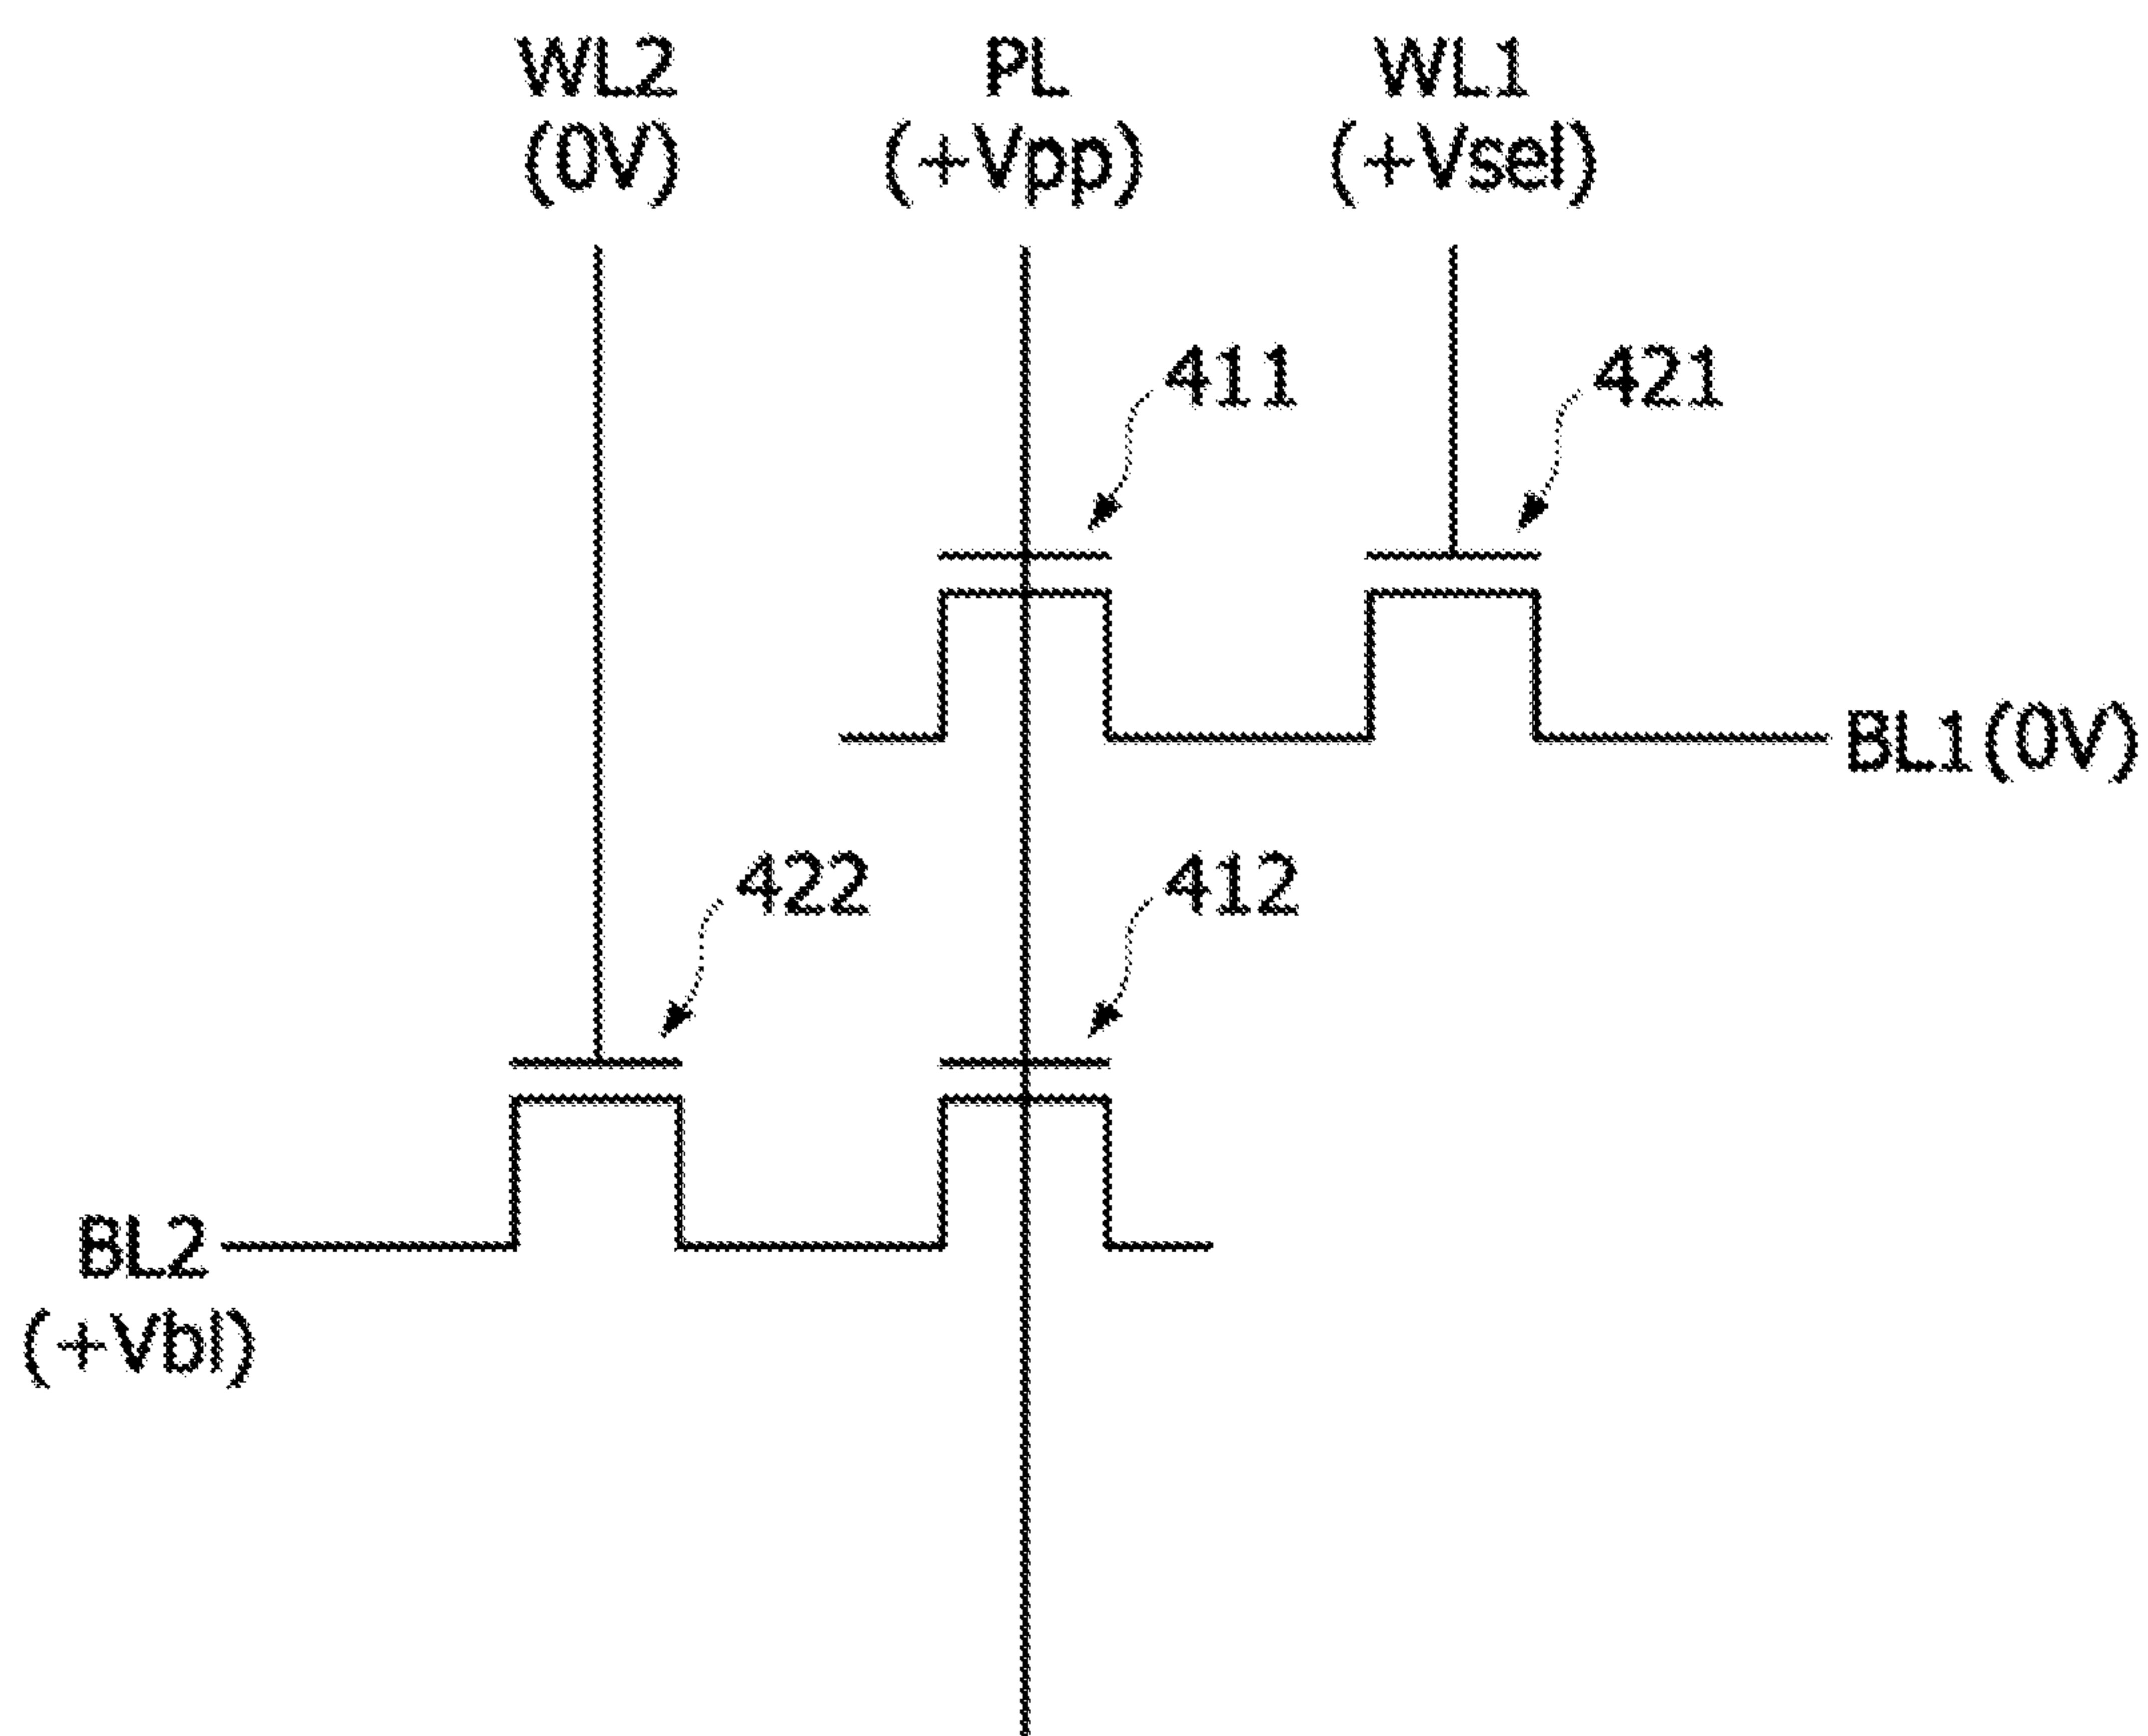 WL2
(0V)
PL
(+Vpp)
WL1
(+Vsel)
411
421
BL1(0V)
422
412
BL2
(+Vbl)